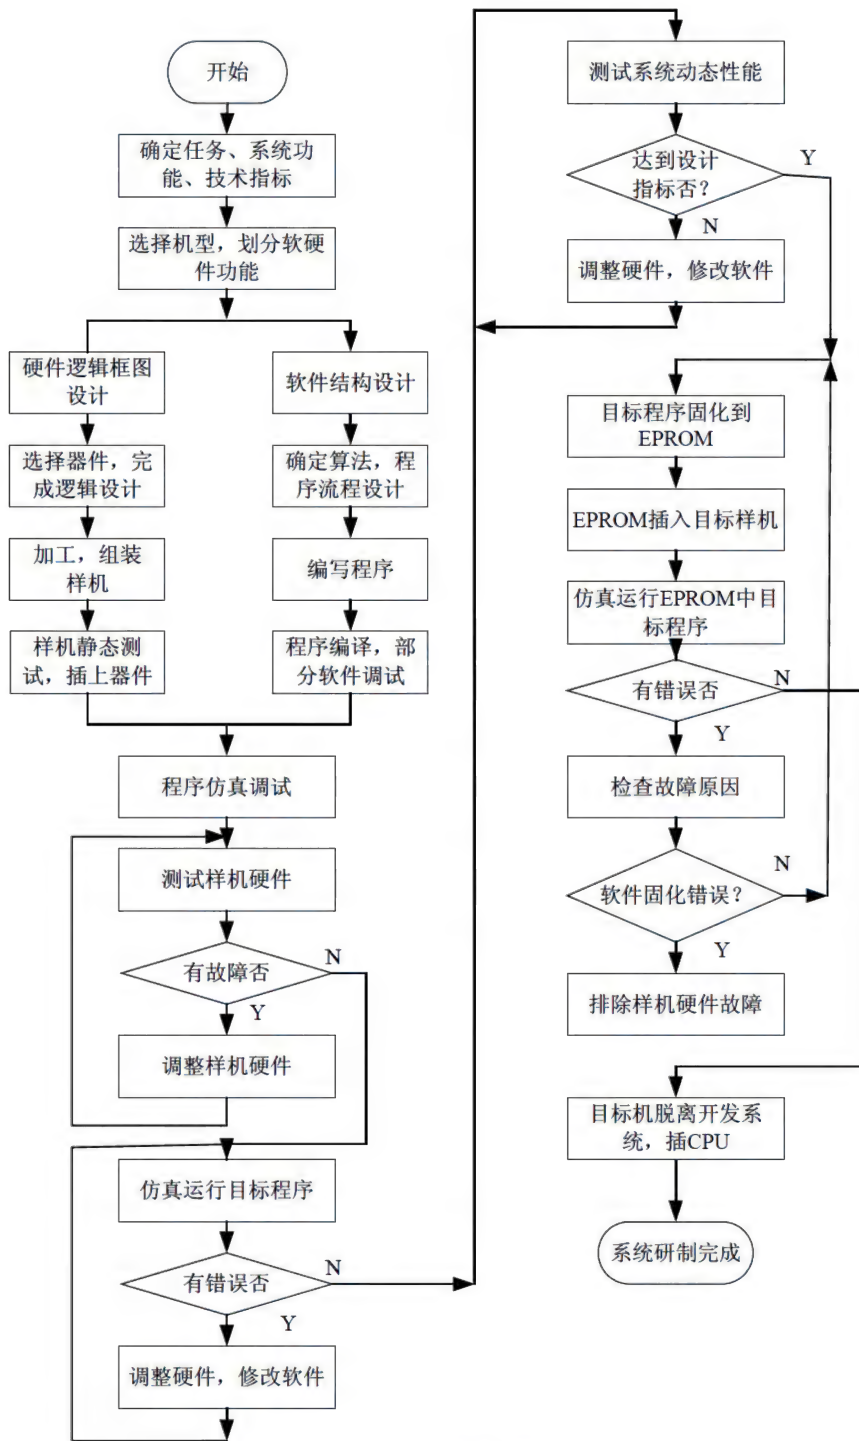 开始
确定任务、系统功
能、技术指标
选择机型，划分软硬
件功能
硬件逻辑框图
设计
软件结构设计
选择器件，完
成逻辑设计
确定算法，程
序流程设计
加工，组装
样机
编写程序
样机静态测
试，插上器件
程序编译，部
分软件调试
程序仿真调试
测试样机硬件
有故障否
N
Y
调整样机硬件
仿真运行目标程序
有错误否
N
Y
调整硬件，修改软件
测试系统动态性能
达到设计
指标否？
Y
N
调整硬件，修改软件
目标程序固化到
EPROM
EPROM插入目标样机
仿真运行EPROM中目
标程序
有错误否
N
Y
检查故障原因
软件固化错误？
N
Y
排除样机硬件故障
目标机脱离开发系
统，插CPU
系统研制完成